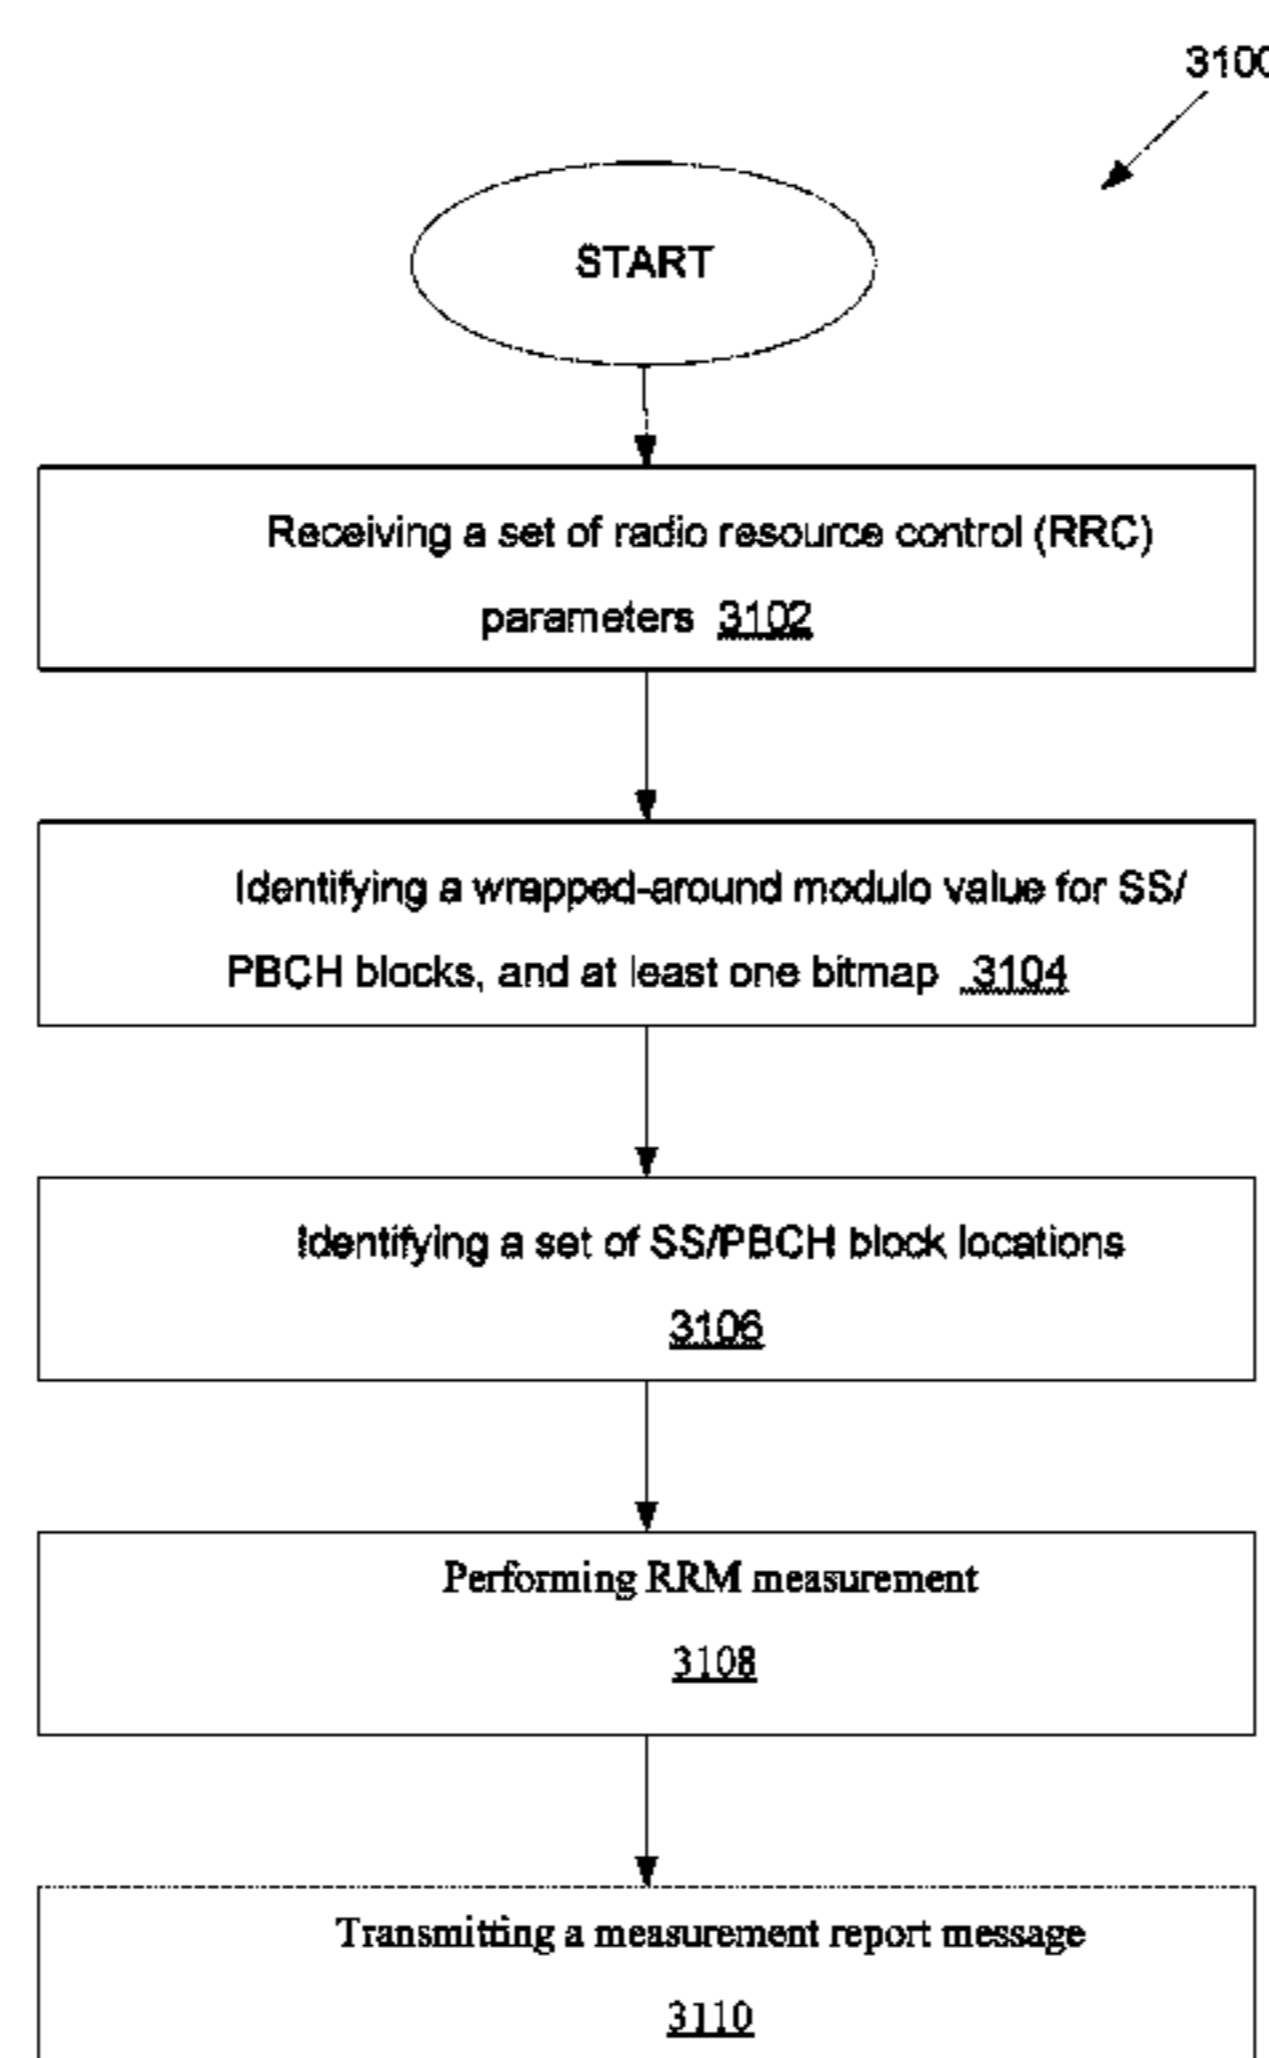 3100
START
Receiving a set of radio resource control (RRC)
parameters 3102
Identifying a wrapped-around modulo value for SS/
PBCH blocks, and at least one bitmap 3104
Identifying a set of SS/PBCH block locations
3106
Performing RRM measurement
3108
Transmitting a measurement report message
3110